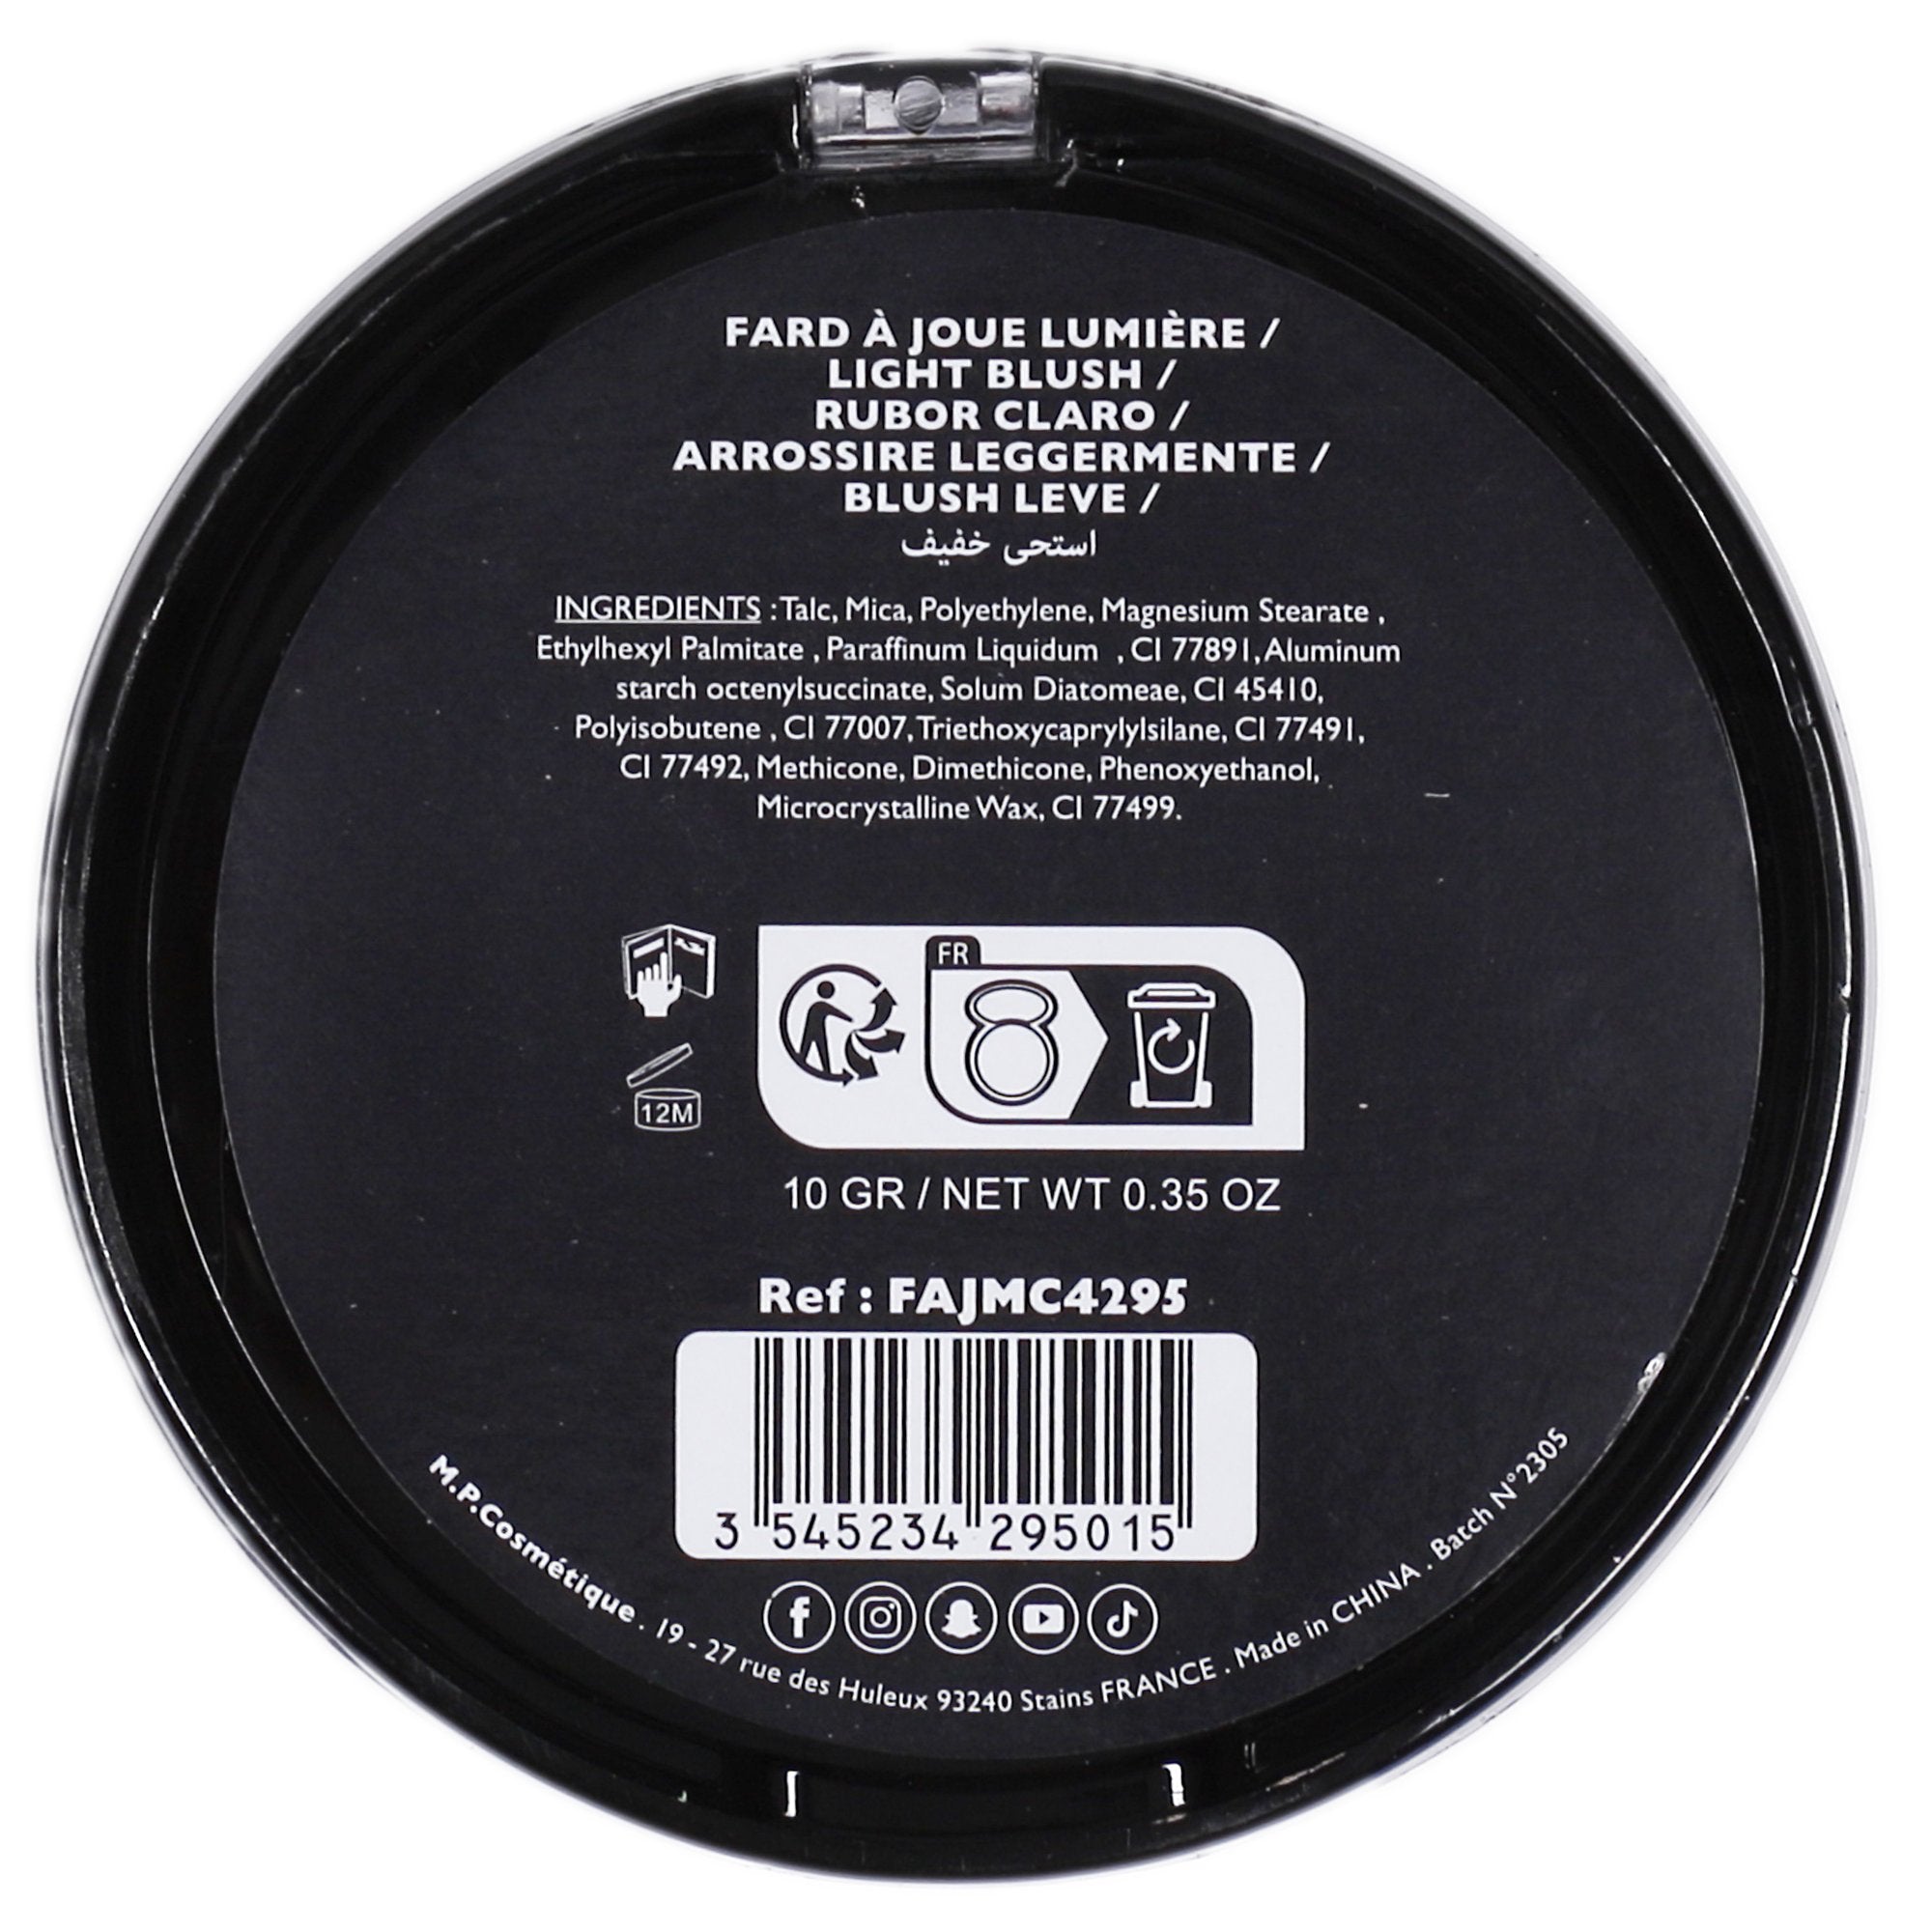 FARD À JOUE LUMIÈRE /
LIGHT BLUSH /
RUBOR CLARO /
ARROSSIRE LEGGERMENTE /
BLUSH LEVE /
استحى خفيف
INGREDIENTS : Talc, Mica, Polyethylene, Magnesium Stearate ,
Ethylhexyl Palmitate , Paraffinum Liquidum , CI 77891, Aluminum
starch octenylsuccinate, Solum Diatomeae, CI 45410,
Polyisobutene , CI 77007, Triethoxycaprylylsilane, CI 77491,
CI 77492, Methicone, Dimethicone, Phenoxyethanol,
Microcrystalline Wax, CI 77499.
FR
12M
10 GR / NET WT 0.35 OZ
Ref : FAJMC4295
3 545234 295015
M.P.Cosmétique . 19 - 27 rue des Huleux 93240 Stains FRANCE . Made in CHINA . Batch N°2305